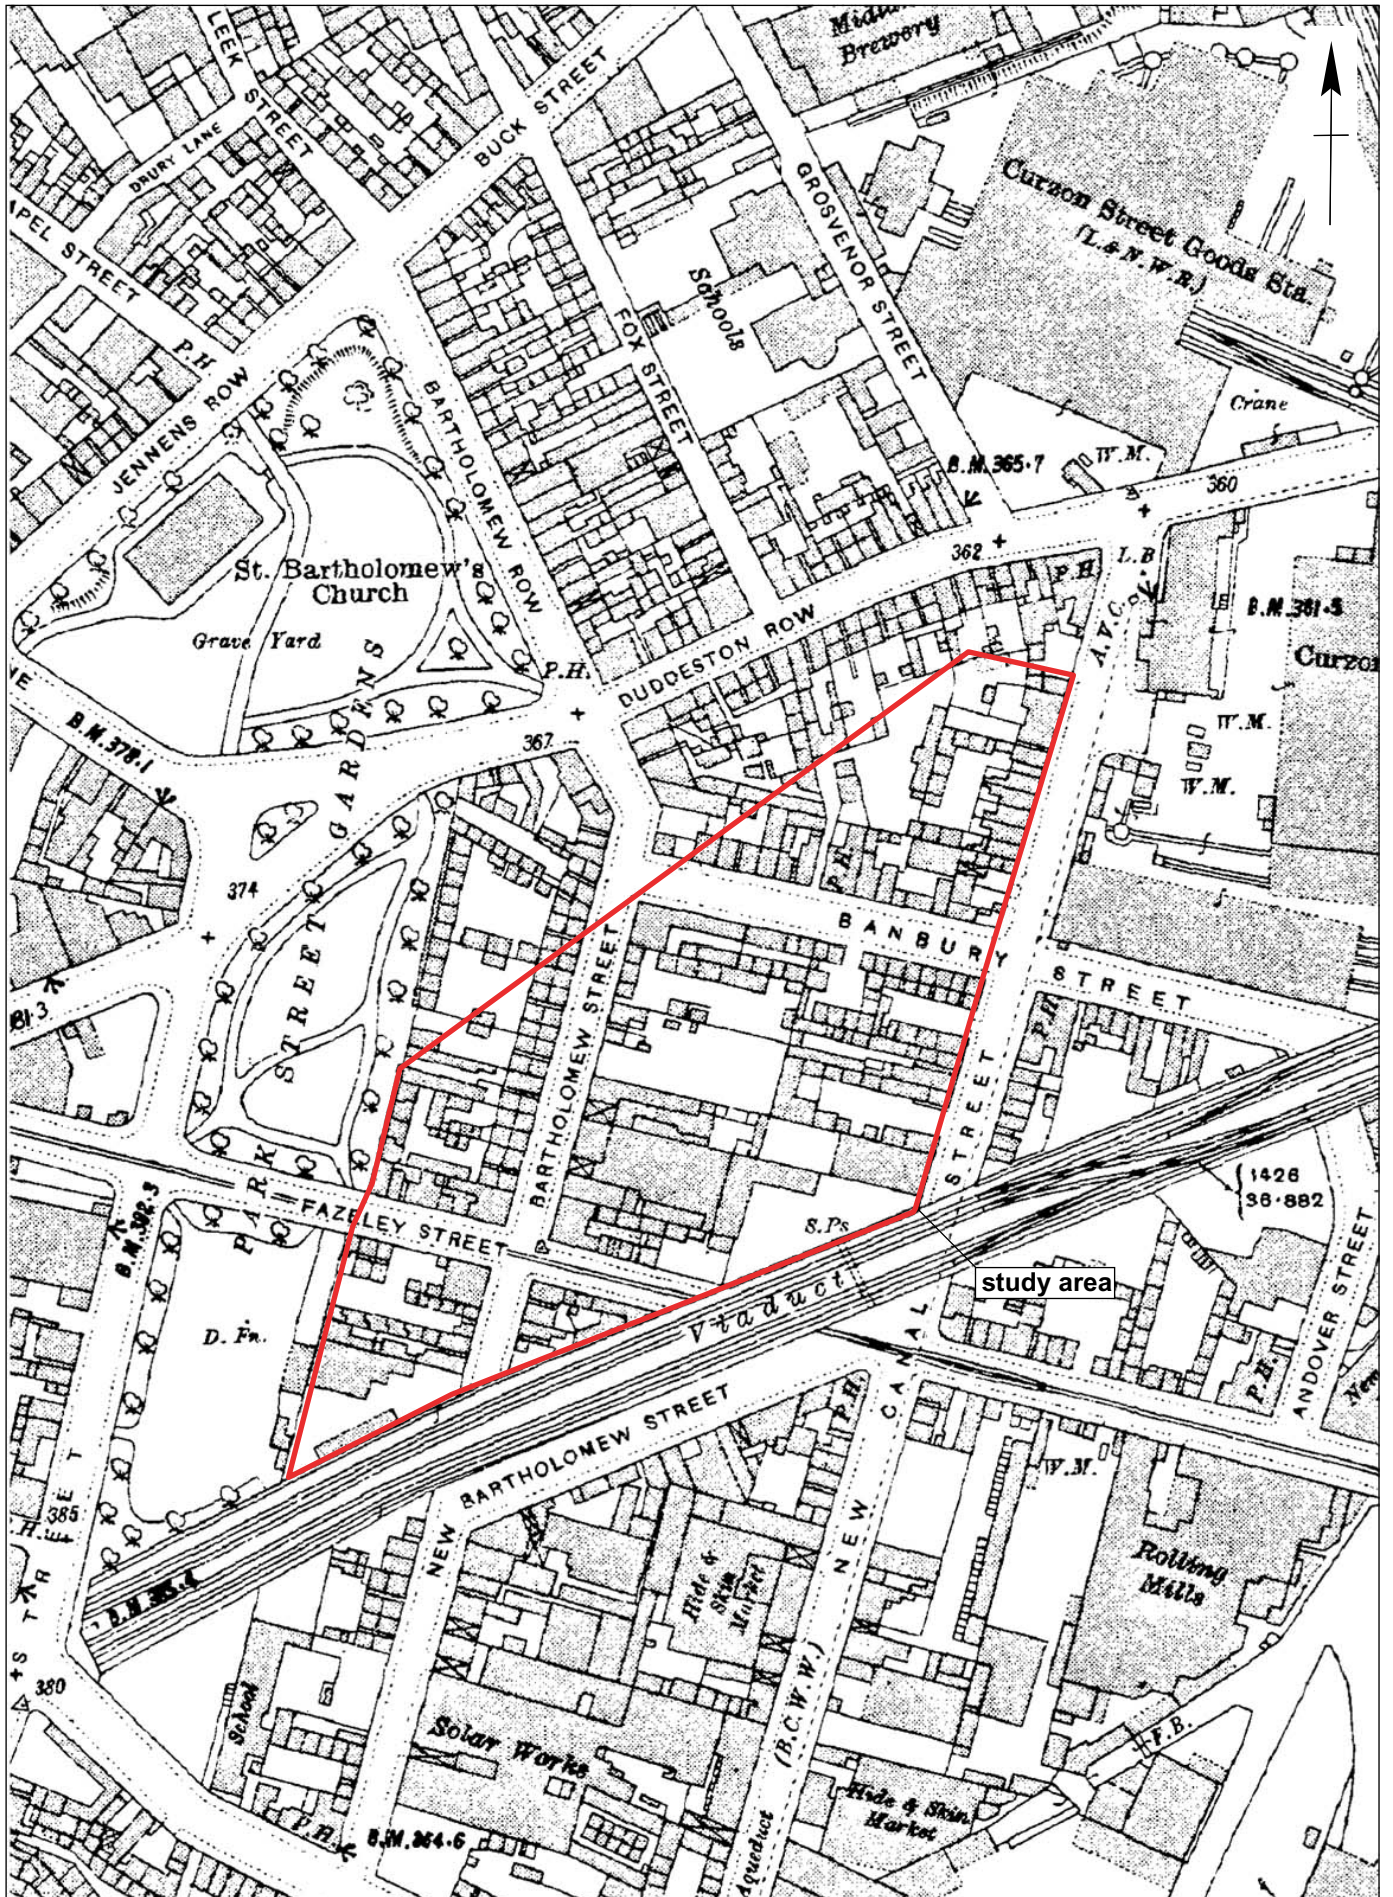 LEEK
STREET
DRURY LANE
BUCK STREET
Brewery
GROSVENOR STREET
Curzon Street Goods Sta.
(L.& N.W.R.)
STREET
P.H.
Schools
FOX STREET
JENNENS ROW
BARTHOLOMEW ROW
Crane
B.M.365·7
W.M.
360
362
L.B
P.H
St. Bartholomew's
Church
Grave Yard
A.V.C.
B.M.361·5
P.H.
DUDDESTON ROW
B.M.378·1
367
W.M.
W.M.
374
P.H.
BANBURY
STREET
PARK STREET GARDENS
BARTHOLOMEW STREET
P.H.
STREET
1426
36·882
B.M.382·3
FAZELEY STREET
S.Ps
study area
Viaduct
D. Fn.
ANDOVER STREET
P.H.
P.H.
NEW
BARTHOLOMEW STREET
NEW CANAL
W.M.
385
STREET
B.M.383·4
Hide &
Skin
Market
Rolling
Mills
380
School
Solar Works
(B.C.W.W.)
F.B.
Hide & Skin
Market
P.H.
B.M.364·6
Aqueduct